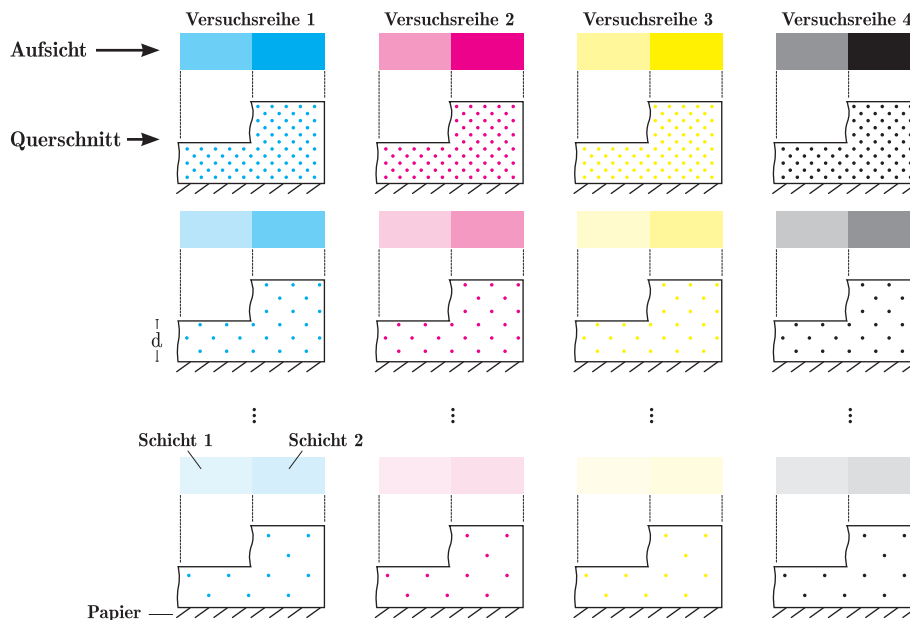 Versuchsreihe 1 Versuchsreihe 2 Versuchsreihe 3 Versuchsreihe 4
Aufsicht
Querschnitt
d
Schicht 1 Schicht 2
Papier